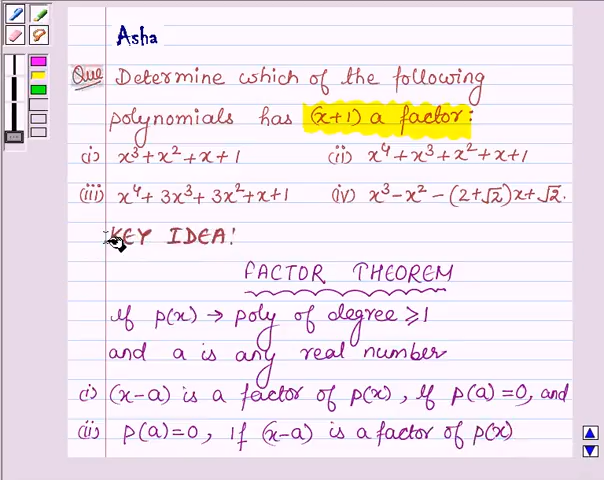 Asha
Que Determine which of the following
polynomials has (x+1) a factor:
(i) x³+x²+x+1 (ii) x⁴+x³+x²+x+1
(iii) x⁴+3x³+3x²+x+1 (iv) x³-x²-(2+√2)x+√2.
KEY IDEA!
FACTOR THEOREM
If p(x) → poly of degree ≥1
and a is any real number
(i) (x-a) is a factor of p(x), If p(a)=0, and
(ii) p(a)=0, if (x-a) is a factor of p(x)